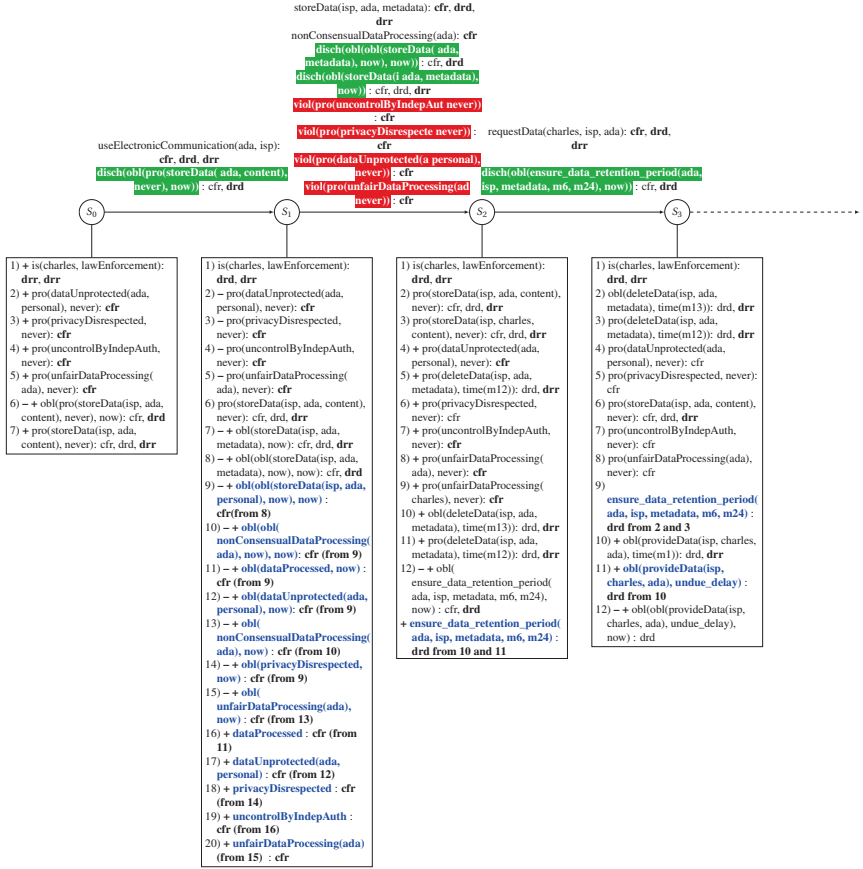 storeData(isp, ada, metadata): cfr, drd,
drr
nonConsensualDataProcessing(ada): cfr
disch(obl(obl(storeData( ada,
metadata), now), now)) : cfr, drd
disch(obl(storeData(i ada, metadata),
now)) : cfr, drd, drr
viol(pro(uncontrolByIndepAut never))
: cfr
viol(pro(privacyDisrespecte never)) :
cfr
viol(pro(dataUnprotected(a personal),
never)) : cfr
viol(pro(unfairDataProcessing(ad
never)) : cfr
useElectronicCommunication(ada, isp):
cfr, drd, drr
disch(obl(pro(storeData( ada, content),
never), now)) : cfr, drd
requestData(charles, isp, ada): cfr, drd,
drr
disch(obl(ensure_data_retention_period(ada,
isp, metadata, m6, m24), now)) : cfr, drd
S0
S1
S2
S3
1) + is(charles, lawEnforcement):
drr, drr
2) + pro(dataUnprotected(ada,
personal), never): cfr
3) + pro(privacyDisrespected,
never): cfr
4) + pro(uncontrolByIndepAuth,
never): cfr
5) + pro(unfairDataProcessing(
ada), never): cfr
6) − + obl(pro(storeData(isp, ada,
content), never), now): cfr, drd
7) + pro(storeData(isp, ada,
content), never): cfr, drd, drr
1) is(charles, lawEnforcement):
drd, drr
2) − pro(dataUnprotected(ada,
personal), never): cfr
3) − pro(privacyDisrespected,
never): cfr
4) − pro(uncontrolByIndepAuth,
never): cfr
5) − pro(unfairDataProcessing(
ada), never): cfr
6) pro(storeData(isp, ada, content),
never): cfr, drd, drr
7) − + obl(storeData(isp, ada,
metadata), now): cfr, drd, drr
8) − + obl(obl(storeData(isp, ada,
metadata), now), now): cfr, drd
9) − + obl(obl(storeData(isp, ada,
personal), now), now) :
cfr(from 8)
10) − + obl(obl(
nonConsensualDataProcessing(
ada), now), now): cfr (from 9)
11) − + obl(dataProcessed, now) :
cfr (from 9)
12) − + obl(dataUnprotected(ada,
personal), now): cfr (from 9)
13) − + obl(
nonConsensualDataProcessing(
ada), now) : cfr (from 10)
14) − + obl(privacyDisrespected,
now) : cfr (from 9)
15) − + obl(
unfairDataProcessing(ada),
now) : cfr (from 13)
16) + dataProcessed : cfr (from
11)
17) + dataUnprotected(ada,
personal) : cfr (from 12)
18) + privacyDisrespected : cfr
(from 14)
19) + uncontrolByIndepAuth :
cfr (from 16)
20) + unfairDataProcessing(ada)
(from 15) : cfr
1) is(charles, lawEnforcement):
drd, drr
2) pro(storeData(isp, ada, content),
never): cfr, drd, drr
3) pro(storeData(isp, charles,
content), never): cfr, drd, drr
4) + pro(dataUnprotected(ada,
personal), never): cfr
5) + pro(deleteData(isp, ada,
metadata), time(m12)): drd, drr
6) + pro(privacyDisrespected,
never): cfr
7) + pro(uncontrolByIndepAuth,
never): cfr
8) + pro(unfairDataProcessing(
ada), never): cfr
9) + pro(unfairDataProcessing(
charles), never): cfr
10) + obl(deleteData(isp, ada,
metadata), time(m13)): drd, drr
11) + pro(deleteData(isp, ada,
metadata), time(m12)): drd, drr
12) − + obl(
ensure_data_retention_period(
ada, isp, metadata, m6, m24),
now) : cfr, drd
+ ensure_data_retention_period(
ada, isp, metadata, m6, m24) :
drd from 10 and 11
1) is(charles, lawEnforcement):
drd, drr
2) obl(deleteData(isp, ada,
metadata), time(m13)): drd, drr
3) pro(deleteData(isp, ada,
metadata), time(m12)): drd, drr
4) pro(dataUnprotected(ada,
personal), never): cfr
5) pro(privacyDisrespected, never):
cfr
6) pro(storeData(isp, ada, content),
never): cfr, drd, drr
7) pro(uncontrolByIndepAuth,
never): cfr
8) pro(unfairDataProcessing(ada),
never): cfr
9)
ensure_data_retention_period(
ada, isp, metadata, m6, m24) :
drd from 2 and 3
10) + obl(provideData(isp, charles,
ada), time(m1)): drd, drr
11) + obl(provideData(isp,
charles, ada), undue_delay) :
drd from 10
12) − + obl(obl(provideData(isp,
charles, ada), undue_delay),
now) : drd